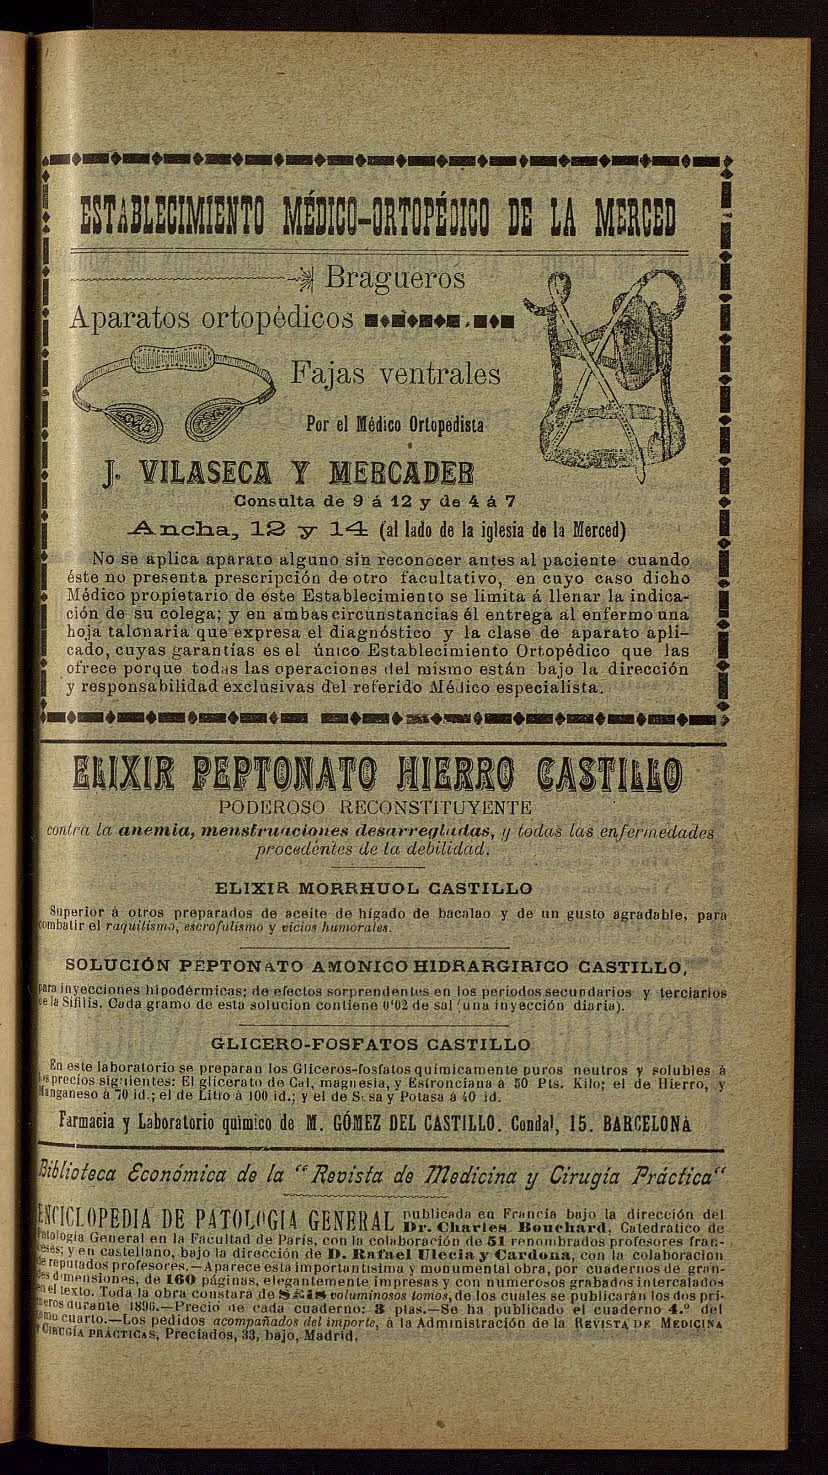 ESTABLECIMIENTO MÉDICO-ORTOPÉDICO DE LA MERCED
Bragueros
Aparatos ortopédicos
Fajas ventrales
Por el Médico Ortopedista
J. VILASECA Y MERCADER
Consulta de 9 á 12 y de 4 á 7
Ancha, 12 y 14 (al lado de la iglesia de la Merced)
No se aplica aparato alguno sin reconocer antes al paciente cuando
éste no presenta prescripción de otro facultativo, en cuyo caso dicho
Médico propietario de éste Establecimiento se limita á llenar la indica-
ción de su colega; y en ambas circunstancias él entrega al enfermo una
hoja talonaria que expresa el diagnóstico y la clase de aparato apli-
cado, cuyas garantías es el único Establecimiento Ortopédico que las
ofrece porque todas las operaciones del mismo están bajo la dirección
y responsabilidad exclusivas del referido Médico especialista.
ELIXIR PEPTONATO HIERRO CASTILLO
PODEROSO RECONSTITUYENTE
contra la anemia, menstruaciones desarregladas, y todas las enfermedades
procedentes de la debilidad.
ELIXIR MORRHUOL CASTILLO
Superior á otros preparados de aceite de hígado de bacalao y de un gusto agradable, para
combatir el raquitismo, escrofulismo y vicios humorales.
SOLUCIÓN PEPTONATO AMONICO HIDRARGIRICO CASTILLO,
para inyecciones hipodérmicas; de efectos sorprendentes en los periodos secundarios y terciarios
de la Sífilis. Cada gramo de esta solucion contiene 0'02 de sal (una inyección diaria).
GLICERO-FOSFATOS CASTILLO
En este laboratorio se preparan los Gliceros-fosfatos químicamente puros neutros y solubles á
los precios siguientes: El glicerato de Cal, magnesia, y Estronciana á 50 Pts. Kilo; el de Hierro, y
Manganeso á 70 id.; el de Litio á 100 id.; y el de Sosa y Potasa á 40 id.
Farmacia y Laboratorio químico de M. GÓMEZ DEL CASTILLO. Condal, 15. BARCELONA
Biblioteca Económica de la "Revista de Medicina y Cirugía Práctica"
ENCICLOPEDIA DE PATOLOGIA GENERAL publicada en Francia bajo la dirección del
Dr. Charles Bouchard, Catedrático de
Patología General en la Facultad de París, con la colaboración de 51 renombrados profesores fran-
ceses; y en castellano, bajo la dirección de D. Rafael Ulecia y Cardona, con la colaboracion
de reputados profesores.—Aparece esta importantísima y monumental obra, por cuadernos de gran-
des dimensiones, de 160 páginas, elegantemente impresas y con numerosos grabados intercalados
en el texto. Toda la obra constará de SEIS voluminosos tomos, de los cuales se publicarán los dos pri-
meros durante 1896.—Precio de cada cuaderno: 3 ptas.—Se ha publicado el cuaderno 4.º del
tomo cuarto.—Los pedidos acompañados del importe, á la Administración de la REVISTA DE MEDICINA
Y CIRUGÍA PRÁCTICAS, Preciados, 33, bajo, Madrid.